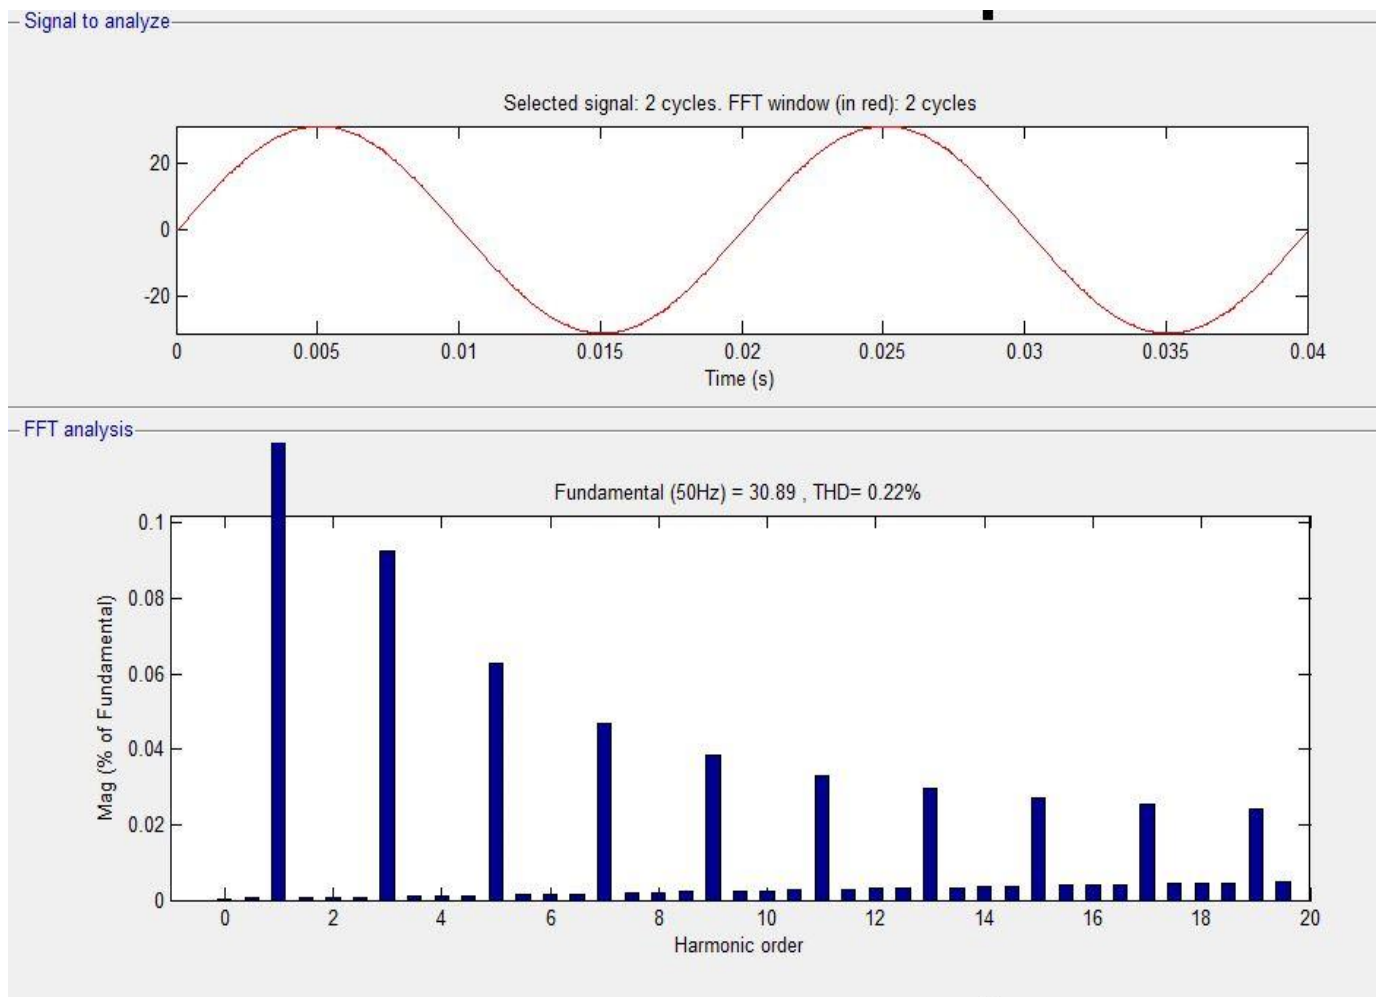 Signal to analyze
Selected signal: 2 cycles. FFT window (in red): 2 cycles
20
0
-20
0 0.005 0.01 0.015 0.02 0.025 0.03 0.035 0.04
Time (s)
FFT analysis
Fundamental (50Hz) = 30.89 , THD= 0.22%
Mag (% of Fundamental)
0.1
0.08
0.06
0.04
0.02
0
0 2 4 6 8 10 12 14 16 18 20
Harmonic order